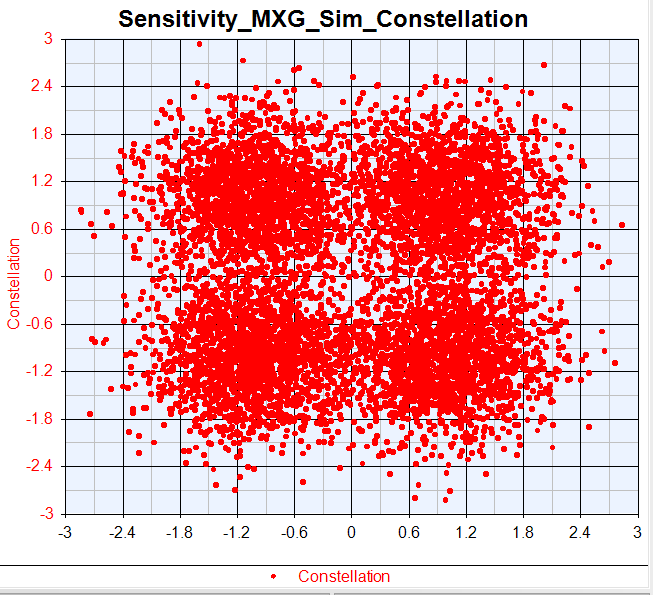 Sensitivity_MXG_Sim_Constellation
3
2.4
1.8
1.2
0.6
0
-0.6
-1.2
-1.8
-2.4
-3
Constellation
-3 -2.4 -1.8 -1.2 -0.6 0 0.6 1.2 1.8 2.4 3
Constellation